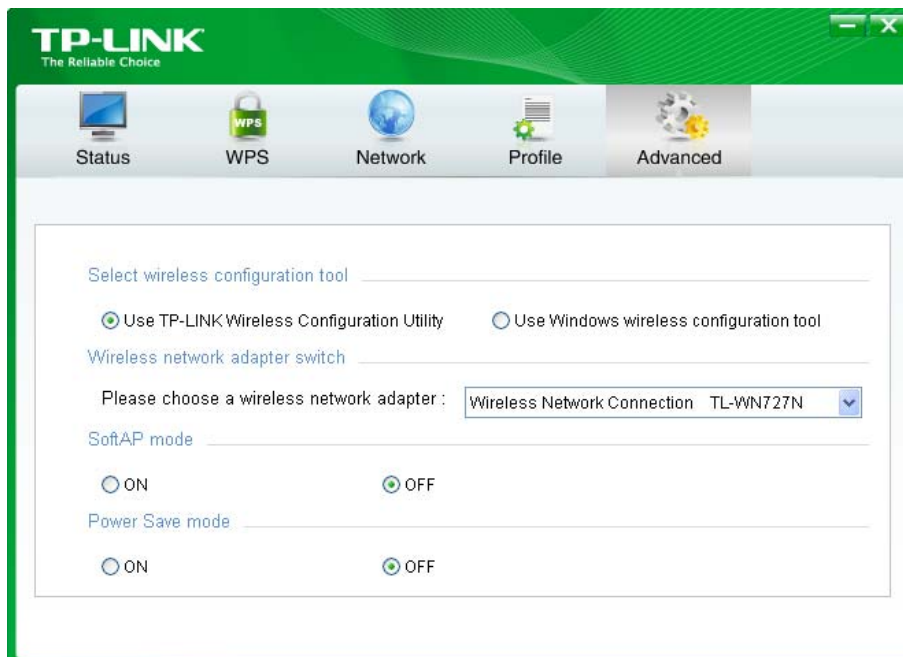 TP-LINK
The Reliable Choice
Status WPS Network Profile Advanced
WPS
Select wireless configuration tool
Use TP-LINK Wireless Configuration Utility Use Windows wireless configuration tool
Wireless network adapter switch
Please choose a wireless network adapter : Wireless Network Connection TL-WN727N
SoftAP mode
ON OFF
Power Save mode
ON OFF